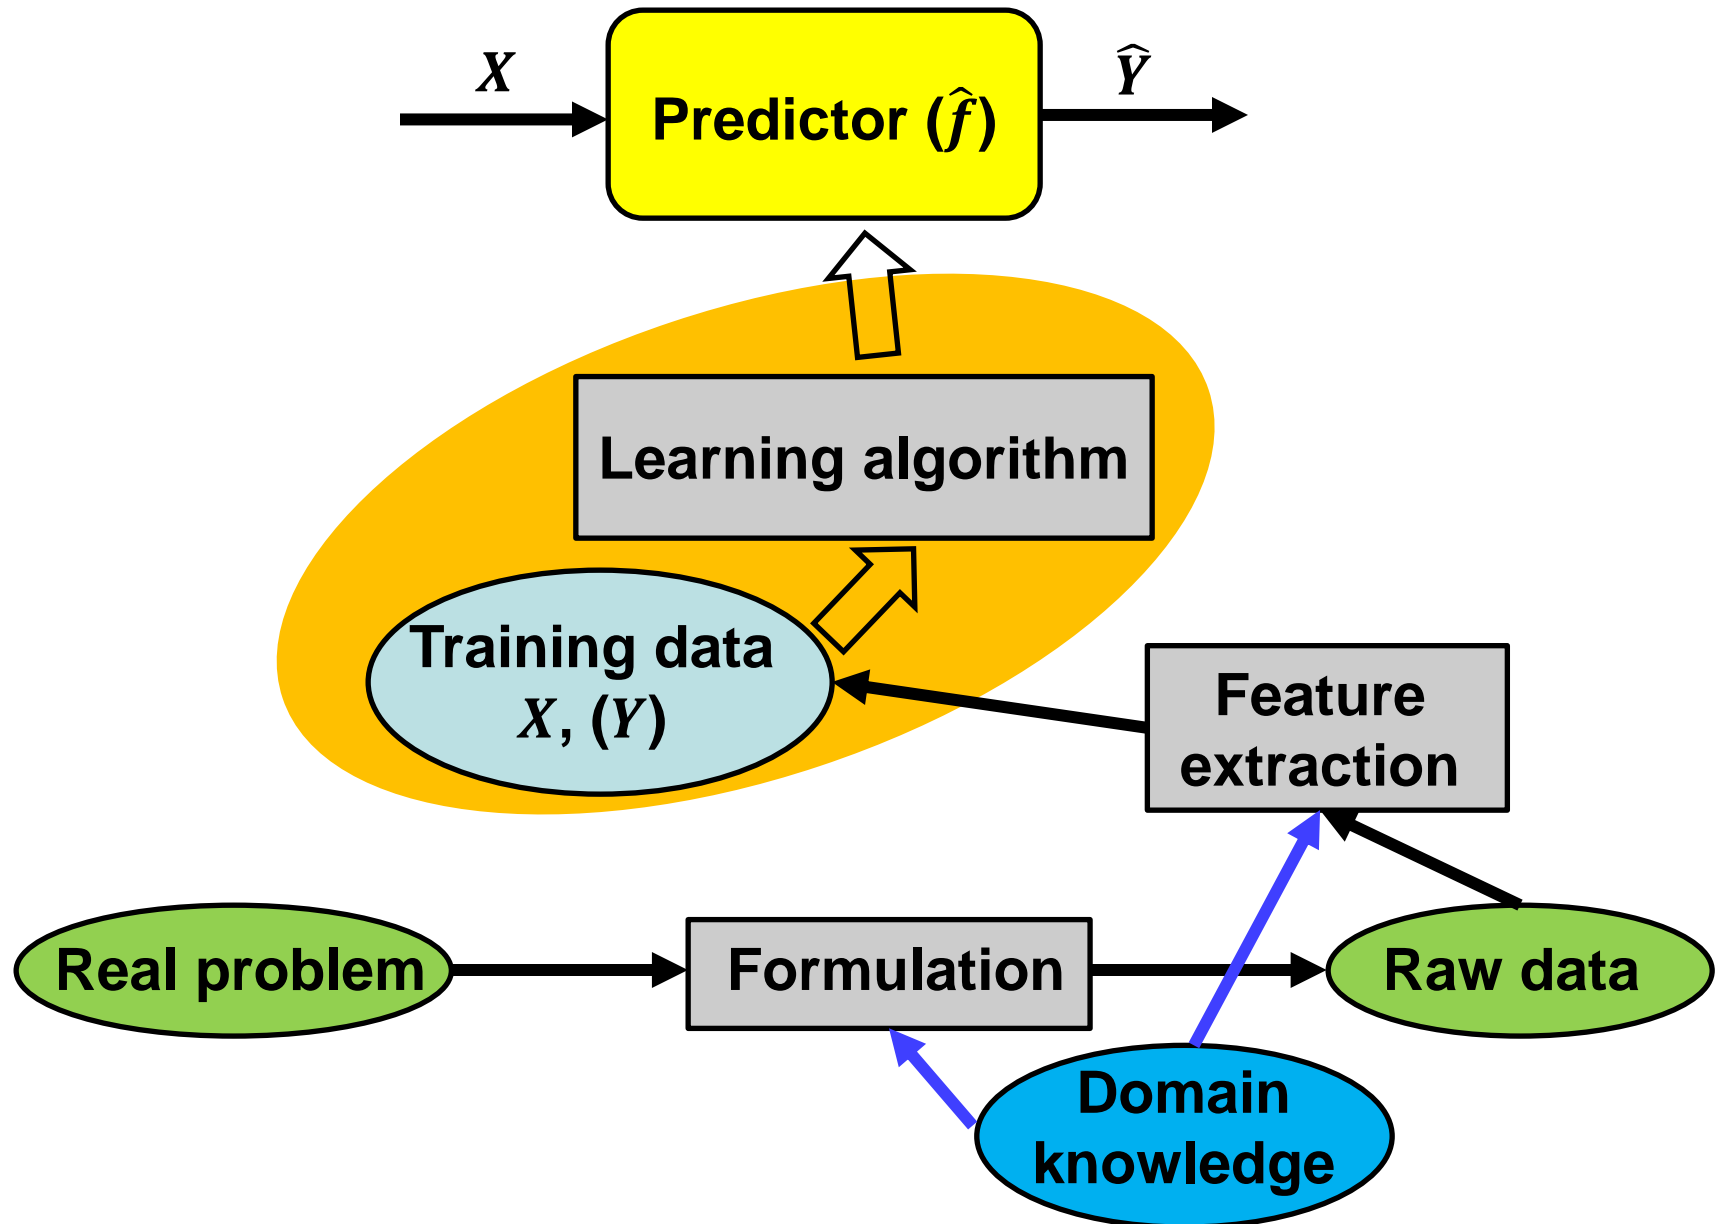 X
Ŷ
Predictor (f̂)
Learning algorithm
Training data
X, (Y)
Feature
extraction
Real problem
Formulation
Raw data
Domain
knowledge